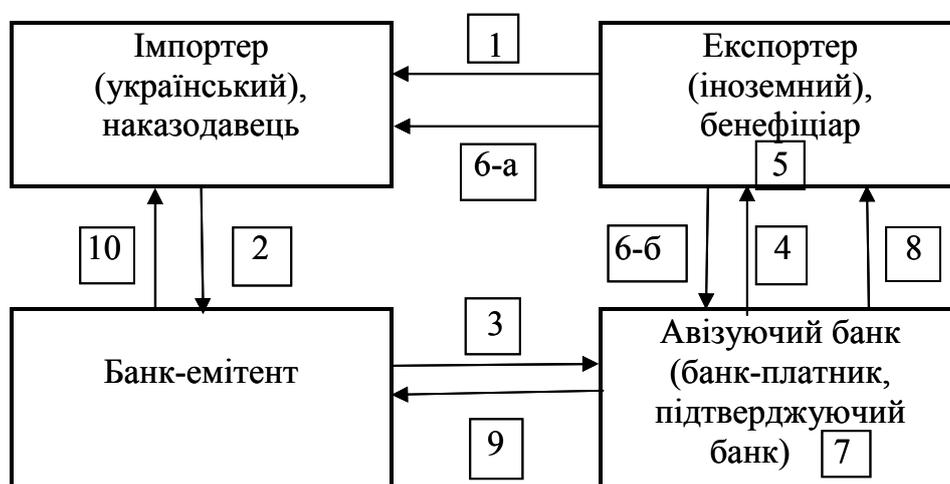 Імпортер
(український),
наказодавець
1
6-а
Експортер
(іноземний),
бенефіціар
5
10
2
6-б
4
8
Банк-емітент
3
9
Авізуючий банк
(банк-платник,
підтверджуючий
банк) 7